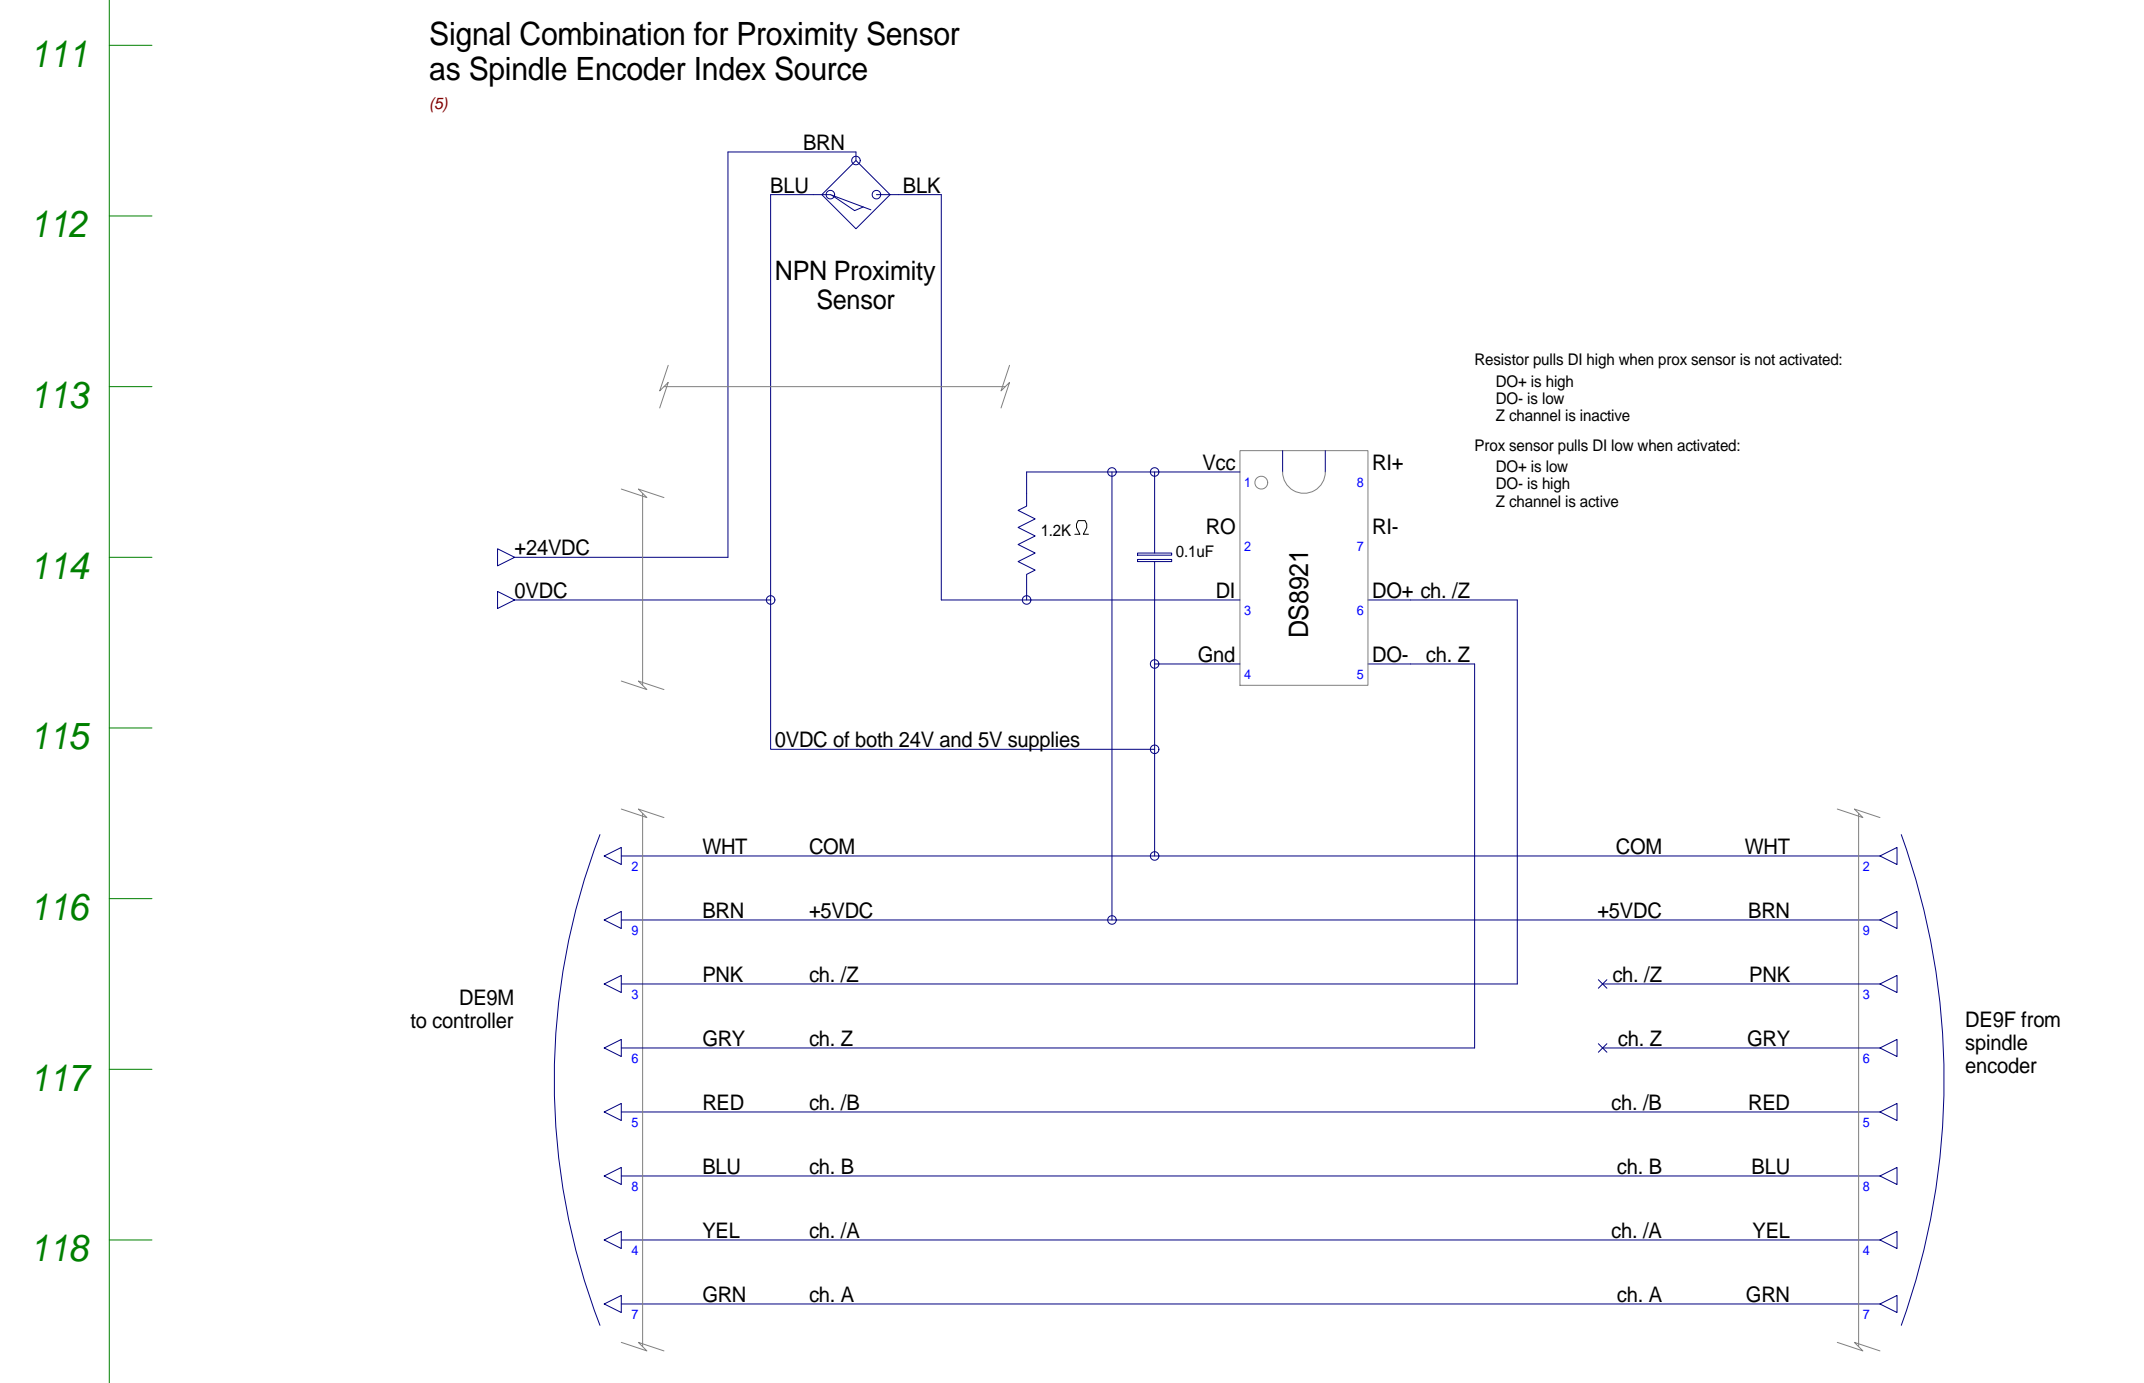 Signal Combination for Proximity Sensor
as Spindle Encoder Index Source
(5)
111
112
113
114
115
116
117
118
BRN
BLU
BLK
NPN Proximity
Sensor
Resistor pulls DI high when prox sensor is not activated:
DO+ is high
DO- is low
Z channel is inactive
Prox sensor pulls DI low when activated:
DO+ is low
DO- is high
Z channel is active
+24VDC
0VDC
1.2KΩ
0.1uF
Vcc
RO
DI
Gnd
1
2
3
4
DS8921
8
7
6
5
RI+
RI-
DO+ ch. /Z
DO- ch. Z
0VDC of both 24V and 5V supplies
DE9M
to controller
2 WHT COM
9 BRN +5VDC
3 PNK ch. /Z
6 GRY ch. Z
5 RED ch. /B
8 BLU ch. B
4 YEL ch. /A
7 GRN ch. A
COM WHT 2
+5VDC BRN 9
ch. /Z PNK 3
ch. Z GRY 6
ch. /B RED 5
ch. B BLU 8
ch. /A YEL 4
ch. A GRN 7
DE9F from
spindle
encoder